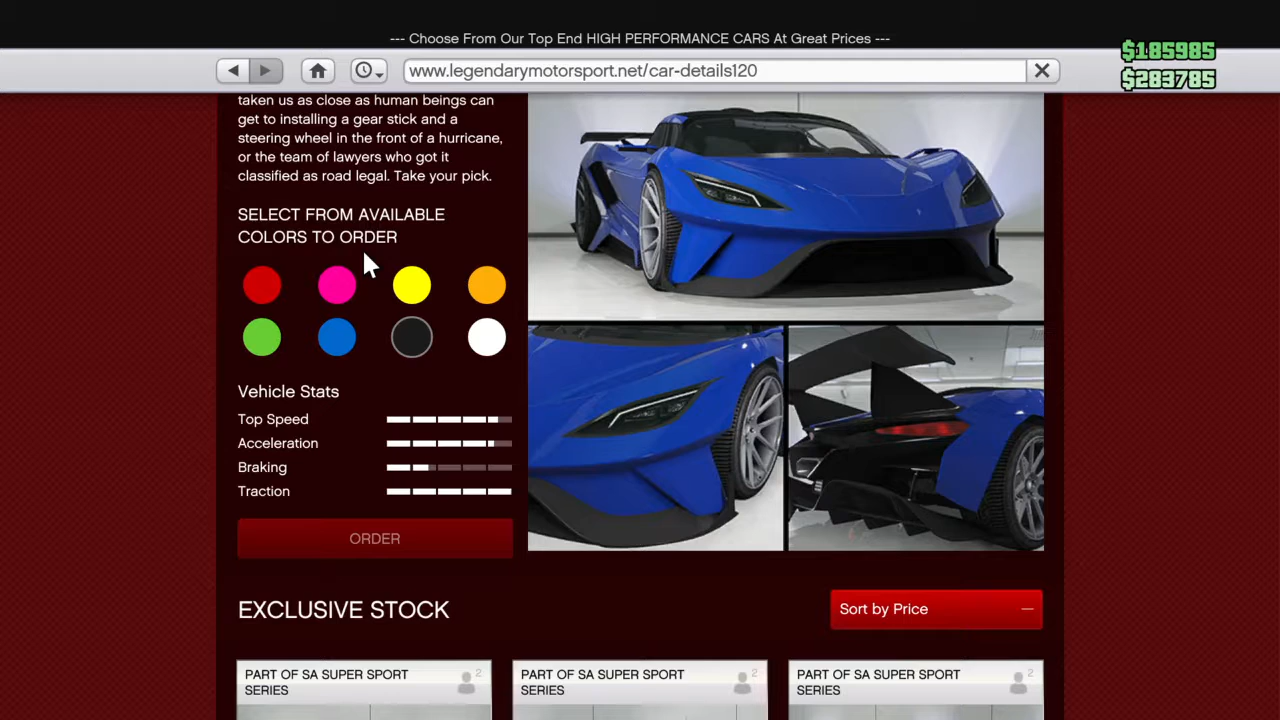 --- Choose From Our Top End HIGH PERFORMANCE CARS At Great Prices ---
$185985
www.legendarymotorsport.net/car-details120
$283785
taken us as close as human beings can
get to installing a gear stick and a
steering wheel in the front of a hurricane,
or the team of lawyers who got it
classified as road legal. Take your pick.
SELECT FROM AVAILABLE
COLORS TO ORDER
Vehicle Stats
Top Speed
Acceleration
Braking
Traction
ORDER
EXCLUSIVE STOCK
Sort by Price
PART OF SA SUPER SPORT
SERIES
2
PART OF SA SUPER SPORT
SERIES
2
PART OF SA SUPER SPORT
SERIES
2